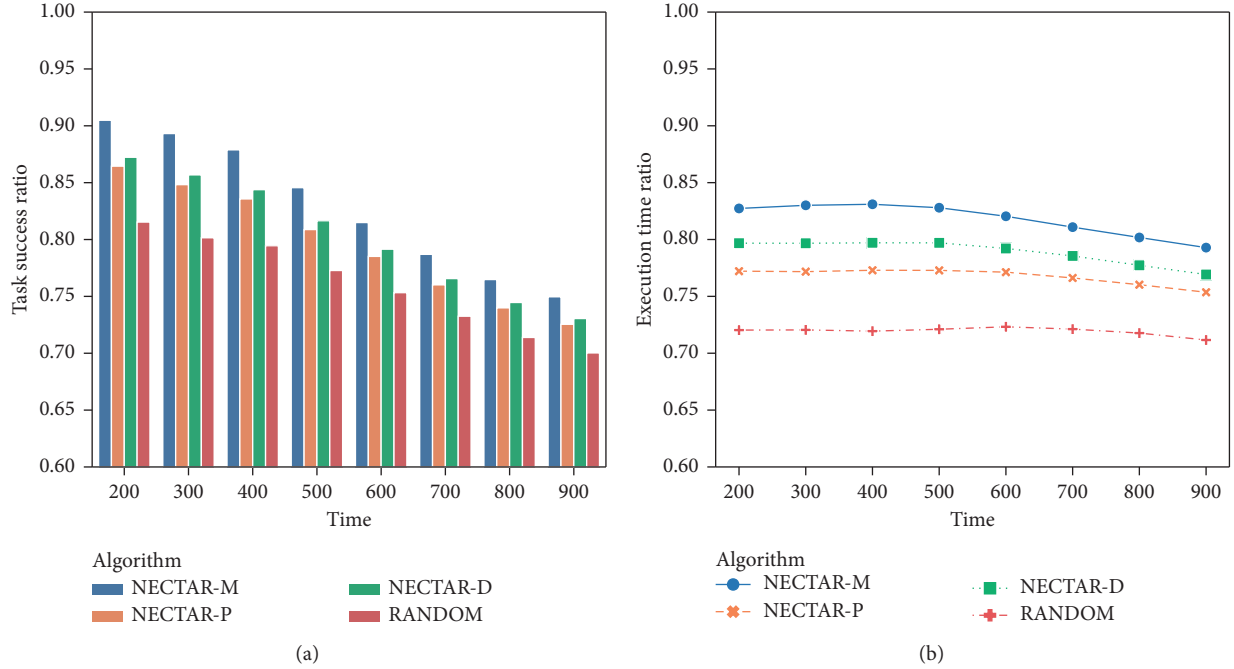 1.00
0.95
0.90
0.85
0.80
0.75
0.70
0.65
0.60
Task success ratio
200 300 400 500 600 700 800 900
Time
Algorithm
NECTAR-M NECTAR-D
NECTAR-P RANDOM
(a)
1.00
0.95
0.90
0.85
0.80
0.75
0.70
0.65
0.60
Execution time ratio
200 300 400 500 600 700 800 900
Time
Algorithm
NECTAR-M NECTAR-D
NECTAR-P RANDOM
(b)